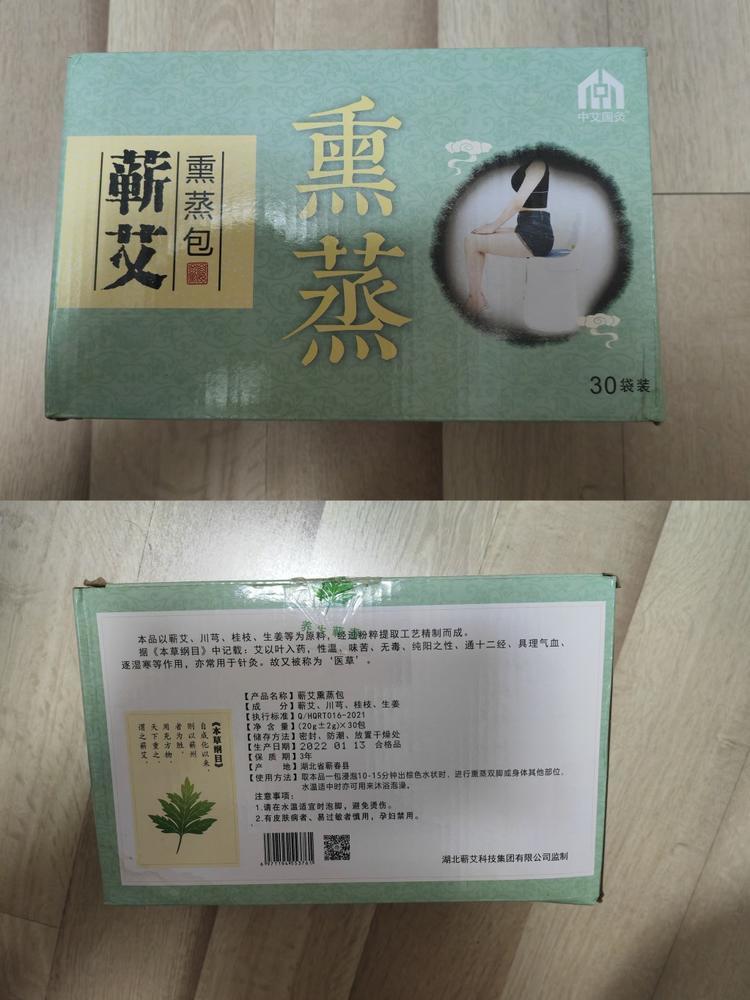 中艾国灸
熏蒸
蕲艾
熏蒸包
30袋装
本品以蕲艾、川芎、桂枝、生姜等为原料，经过粉粹提取工艺精制而成。
据《本草纲目》中记载：艾以叶入药，性温、味苦、无毒、纯阳之性、通十二经、具理气血、
逐湿寒等作用，亦常用于针灸。故又被称为‘医草’。
【产品名称】蕲艾熏蒸包
【成　　分】蕲艾、川芎、桂枝、生姜
【执行标准】Q/HQRT016-2021
【净 含 量】(20g±2g)×30包
【储存方法】密封、防潮、放置干燥处
【生产日期】2022 01 13 合格品
【保 质 期】3年
【产　　地】湖北省蕲春县
【使用方法】取本品一包浸泡10-15分钟出棕色水状时，进行熏蒸双脚或身体其他部位，
水温适中时亦可用来沐浴泡澡。
注意事项：
1.请在水温适宜时泡脚，避免烫伤。
2.有皮肤病者、易过敏者慎用，孕妇禁用。
《本草纲目》
自成化以来，
则以蕲州
者为胜，
用充方物，
天下重之，
谓之蕲艾。
湖北蕲艾科技集团有限公司监制